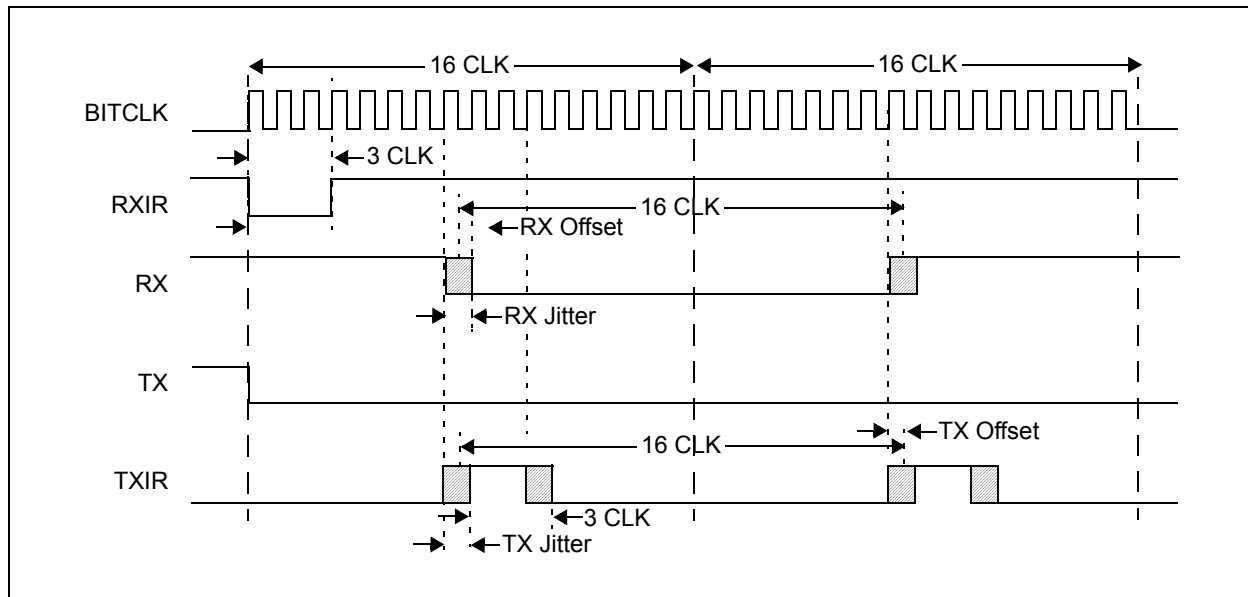 16 CLK
16 CLK
BITCLK
3 CLK
RXIR
16 CLK
RX Offset
RX
RX Jitter
TX
TX Offset
16 CLK
TXIR
3 CLK
TX Jitter